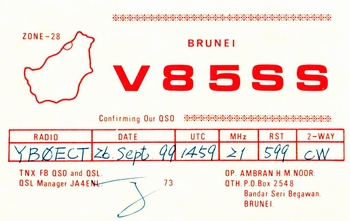 ZONE-28
BRUNEI
V85SS
Confirming Our QSO
RADIO DATE UTC MHz RST 2-WAY
YBØECT 26. Sept 99 1459 21 599 CW
TNX FB QSO and QSL.
QSL Manager JA4ENL
73
OP. AMBRAN H.M NOOR.
QTH. P.O.Box 2548
Bandar Seri Begawan.
BRUNEI.